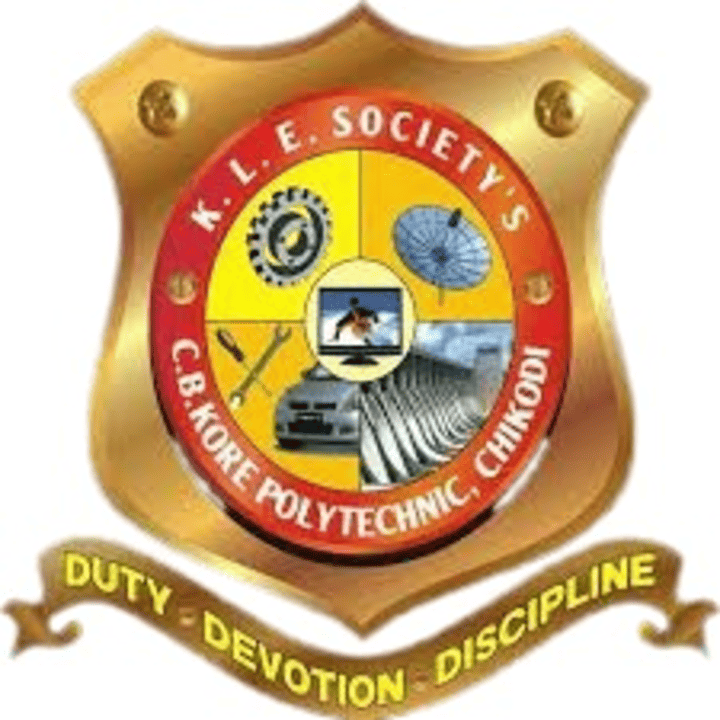 K. L. E. SOCIETY'S
C.B.KORE POLYTECHNIC, CHIKODI
DUTY - DEVOTION - DISCIPLINE